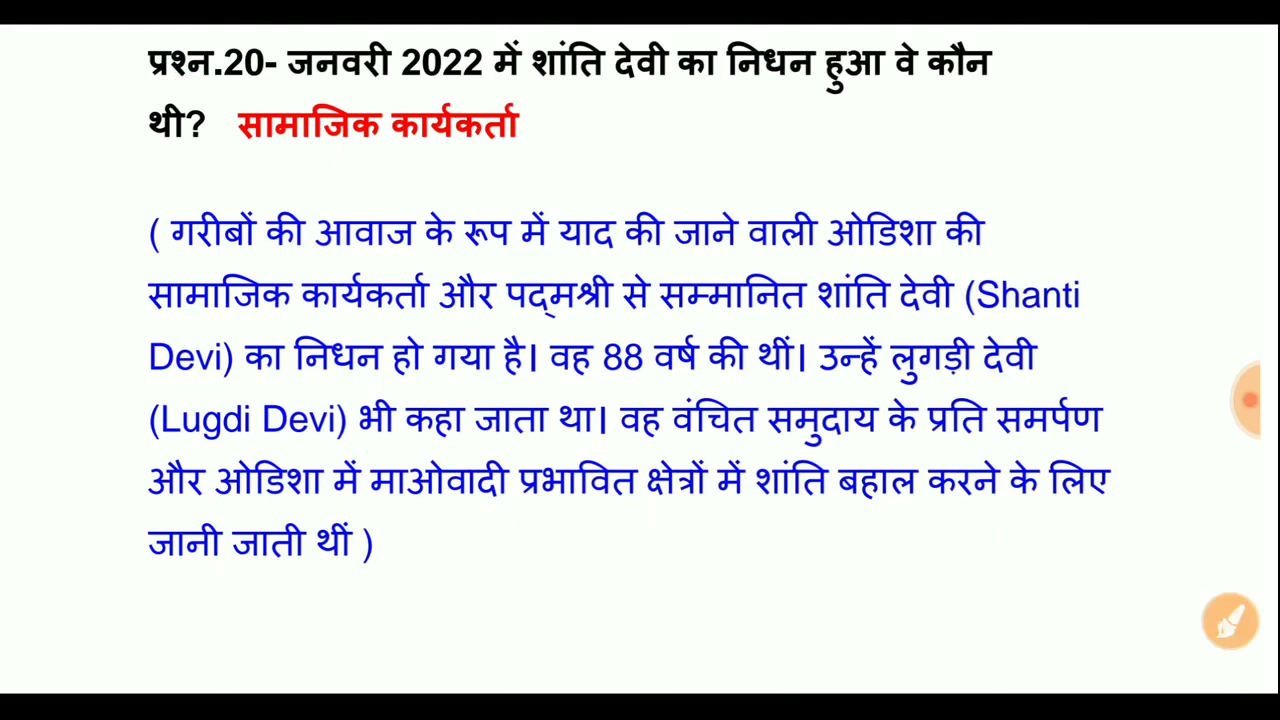 प्रश्न.20- जनवरी 2022 में शांति देवी का निधन हुआ वे कौन
थी? सामाजिक कार्यकर्ता
( गरीबों की आवाज के रूप में याद की जाने वाली ओडिशा की
सामाजिक कार्यकर्ता और पद्मश्री से सम्मानित शांति देवी (Shanti
Devi) का निधन हो गया है। वह 88 वर्ष की थीं। उन्हें लुगड़ी देवी
(Lugdi Devi) भी कहा जाता था। वह वंचित समुदाय के प्रति समर्पण
और ओडिशा में माओवादी प्रभावित क्षेत्रों में शांति बहाल करने के लिए
जानी जाती थीं )